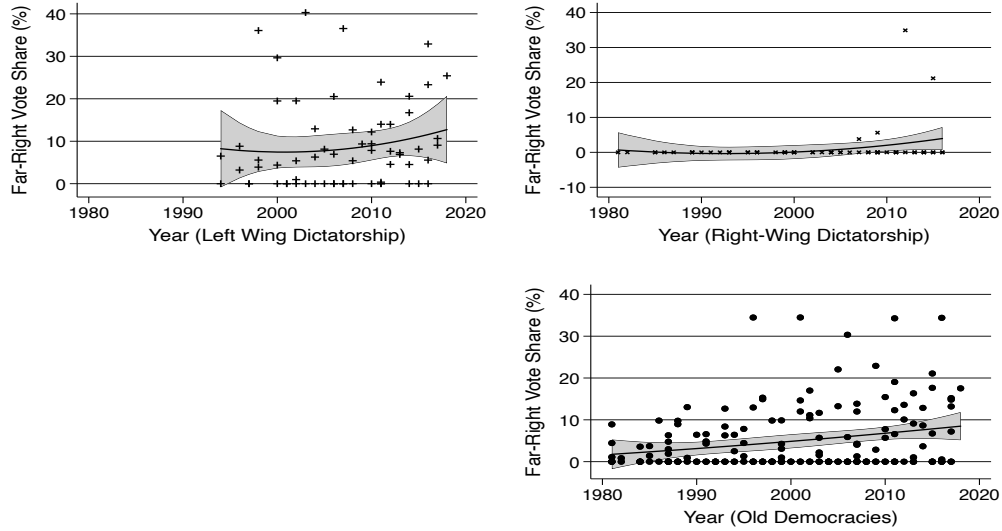 Far-Right Vote Share (%)
40
30
20
10
0
1980 1990 2000 2010 2020
Year (Left Wing Dictatorship)
Far-Right Vote Share (%)
40
30
20
10
0
-10
1980 1990 2000 2010 2020
Year (Right-Wing Dictatorship)
Far-Right Vote Share (%)
40
30
20
10
0
1980 1990 2000 2010 2020
Year (Old Democracies)